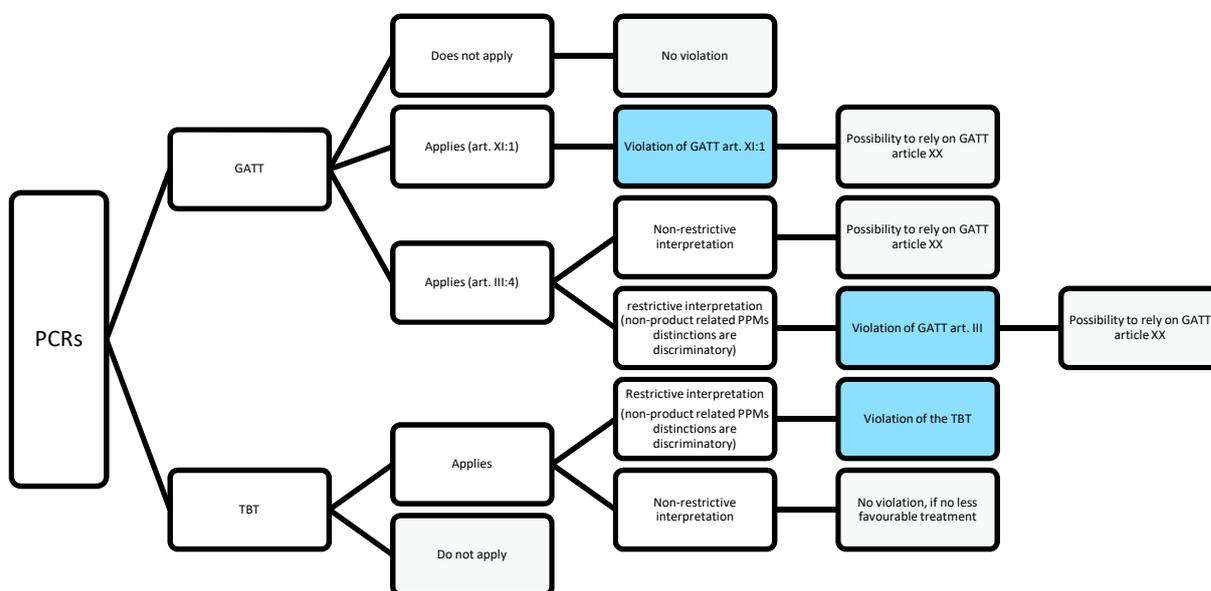 PCRs
GATT
Does not apply
No violation
Applies (art. XI:1)
Violation of GATT art. XI:1
Possibility to rely on GATT
article XX
Applies (art. III:4)
Non-restrictive
interpretation
Possibility to rely on GATT
article XX
restrictive interpretation
(non-product related PPMs
distinctions are
discriminatory)
Violation of GATT art. III
Possibility to rely on GATT
article XX
TBT
Applies
Restrictive interpretation
(non-product related PPMs
distinctions are
discriminatory)
Violation of the TBT
Non-restrictive
interpretation
No violation, if no less
favourable treatment
Do not apply